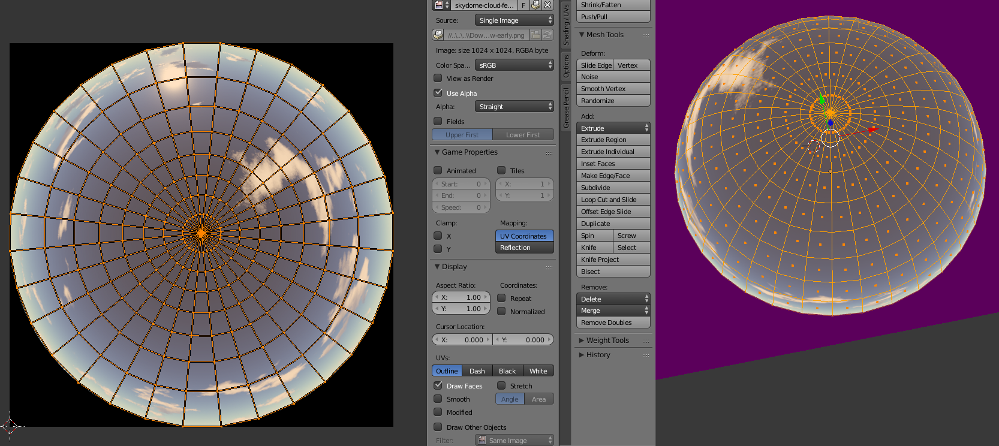 skydome-cloud-fe... F
Source: Single Image
//..\..\..\\Dow...w-early.png
Image: size 1024 x 1024, RGBA byte
Color Spa... sRGB
View as Render
Use Alpha
Alpha: Straight
Fields
Upper First Lower First
Game Properties
Animated Tiles
Start: 0 X: 1
End: 0 Y: 1
Speed: 0
Clamp: Mapping:
X UV Coordinates
Y Reflection
Display
Aspect Ratio: Coordinates:
X: 1.00 Repeat
Y: 1.00 Normalized
Cursor Location:
X: 0.000 Y: 0.000
UVs:
Outline Dash Black White
Draw Faces Stretch
Smooth Angle Area
Modified
Draw Other Objects
Filter: Same Image
Shading / UVs
Options
Grease Pencil
Shrink/Fatten
Push/Pull
Mesh Tools
Deform:
Slide Edge Vertex
Noise
Smooth Vertex
Randomize
Add:
Extrude
Extrude Region
Extrude Individual
Inset Faces
Make Edge/Face
Subdivide
Loop Cut and Slide
Offset Edge Slide
Duplicate
Spin Screw
Knife Select
Knife Project
Bisect
Remove:
Delete
Merge
Remove Doubles
Weight Tools
History